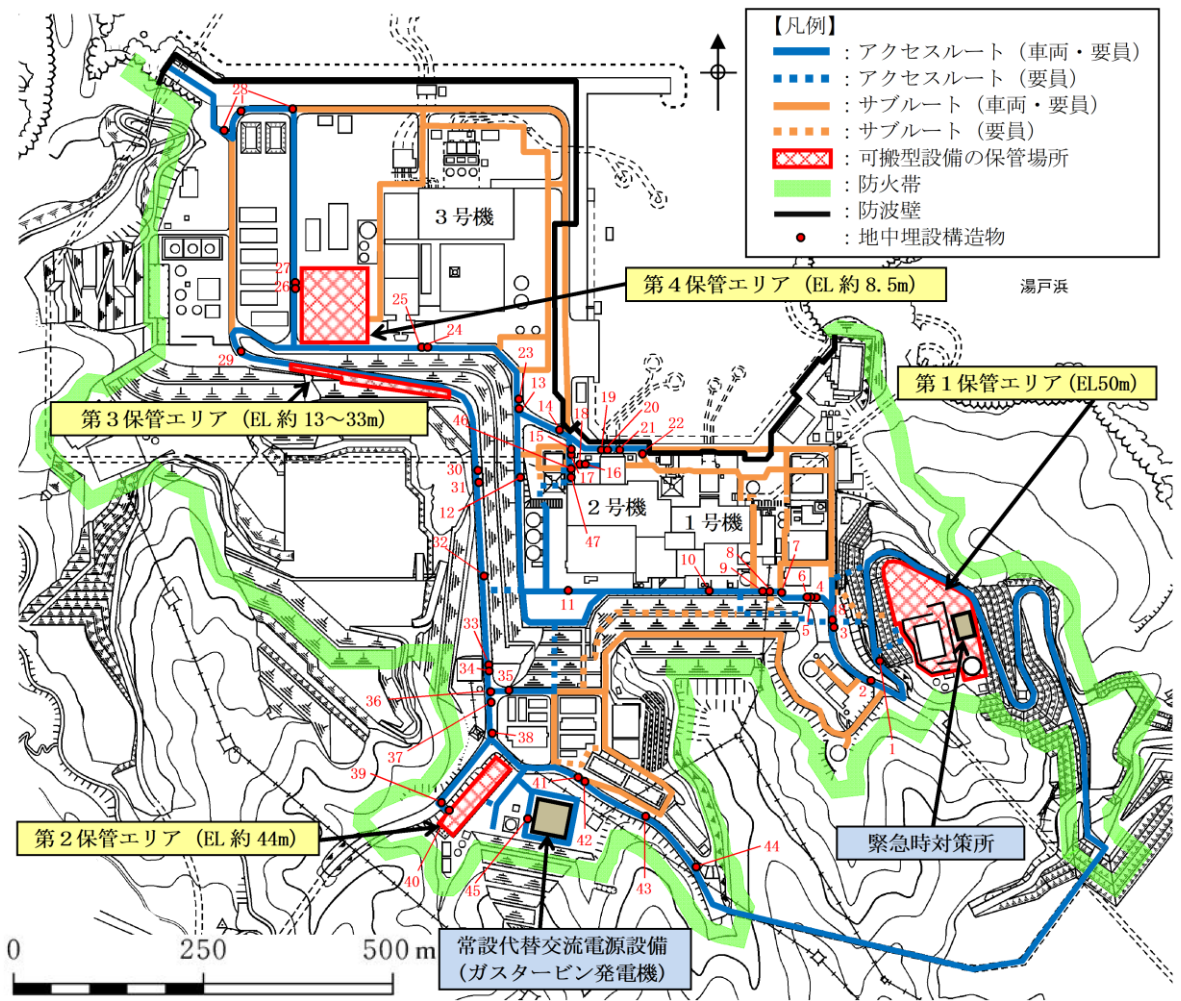 【凡例】
：アクセスルート（車両・要員）
：アクセスルート（要員）
：サブルート（車両・要員）
：サブルート（要員）
：可搬型設備の保管場所
：防火帯
：防波壁
：地中埋設構造物
28
3号機
27
26
第４保管エリア（EL 約 8.5m）
湯戸浜
25
24
29
23
第１保管エリア(EL50m)
13
第３保管エリア（EL 約 13～33m）
14
18
19
20
46
15
21
22
30
17
16
31
12
2号機
1号機
47
32
8
7
10
9
6
4
11
5
48
3
33
34
35
36
2
1
37
38
39
41
第２保管エリア（EL 約 44m）
42
緊急時対策所
40
45
43
44
0
250
500 m
常設代替交流電源設備
（ガスタービン発電機）